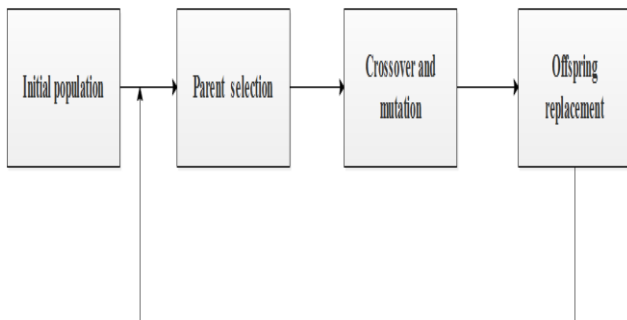 Initial population
Parent selection
Crossover and
mutation
Offspring
replacement